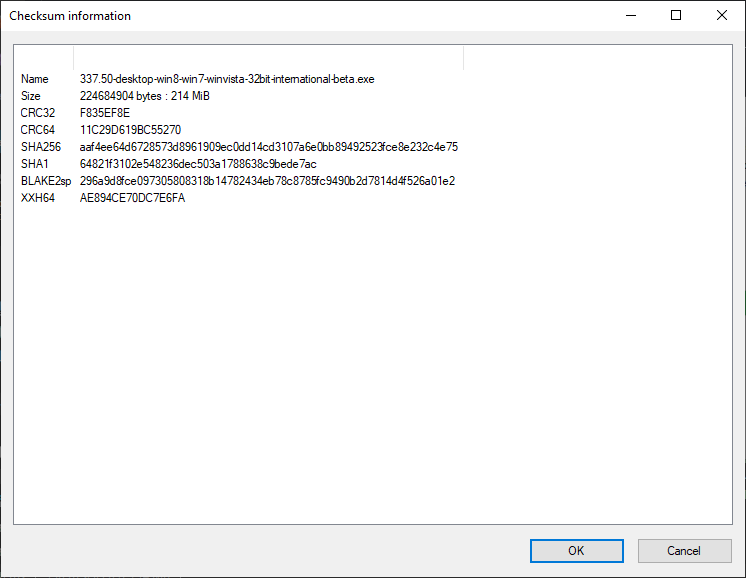 Checksum information
Name 337.50-desktop-win8-win7-winvista-32bit-international-beta.exe
Size 224684904 bytes : 214 MiB
CRC32 F835EF8E
CRC64 11C29D619BC55270
SHA256 aaf4ee64d6728573d8961909ec0dd14cd3107a6e0bb89492523fce8e232c4e75
SHA1 64821f3102e548236dec503a1788638c9bede7ac
BLAKE2sp 296a9d8fce097305808318b14782434eb78c8785fc9490b2d7814d4f526a01e2
XXH64 AE894CE70DC7E6FA
OK Cancel